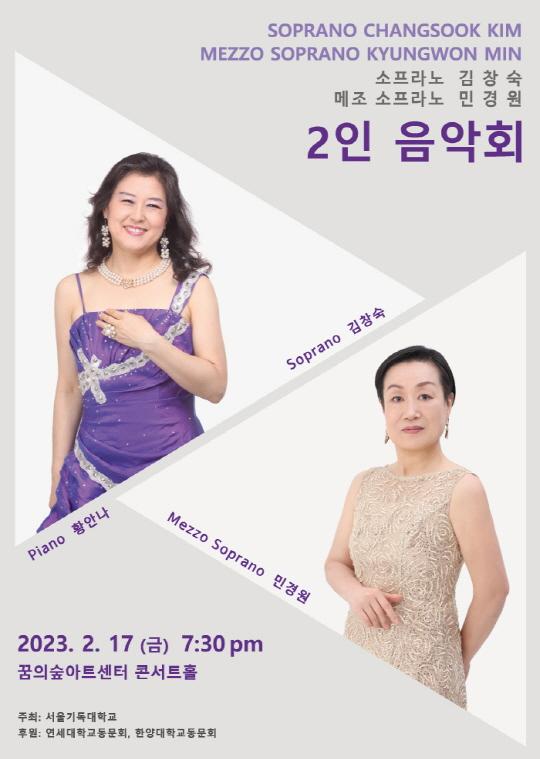 SOPRANO CHANGSOOK KIM
MEZZO SOPRANO KYUNGWON MIN
소프라노 김 창 숙
메조 소프라노 민 경 원
2인 음악회
Soprano 김창숙
Piano 황안나
Mezzo Soprano 민경원
2023. 2. 17 (금) 7:30 pm
꿈의숲아트센터 콘서트홀
주최: 서울기독대학교
후원: 연세대학교동문회, 한양대학교동문회